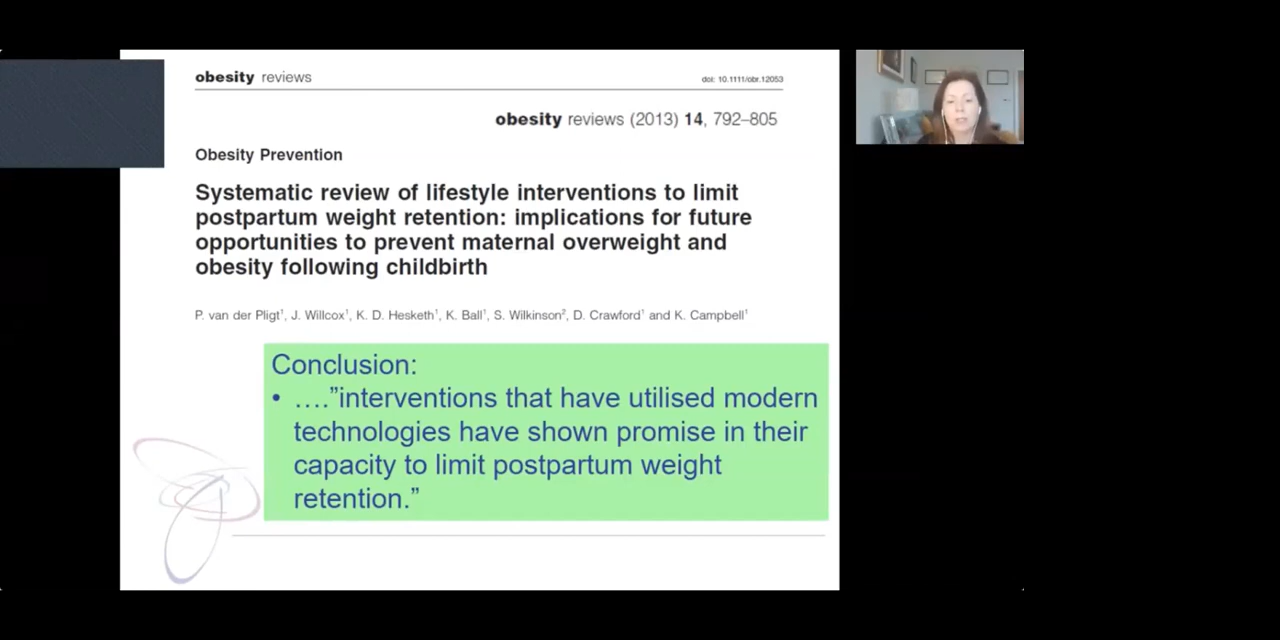 obesity reviews
doi: 10.1111/obr.12053
obesity reviews (2013) 14, 792–805
Obesity Prevention
Systematic review of lifestyle interventions to limit
postpartum weight retention: implications for future
opportunities to prevent maternal overweight and
obesity following childbirth
P. van der Pligt¹, J. Willcox¹, K. D. Hesketh¹, K. Ball¹, S. Wilkinson², D. Crawford¹ and K. Campbell¹
Conclusion:
• ….”interventions that have utilised modern
technologies have shown promise in their
capacity to limit postpartum weight
retention.”